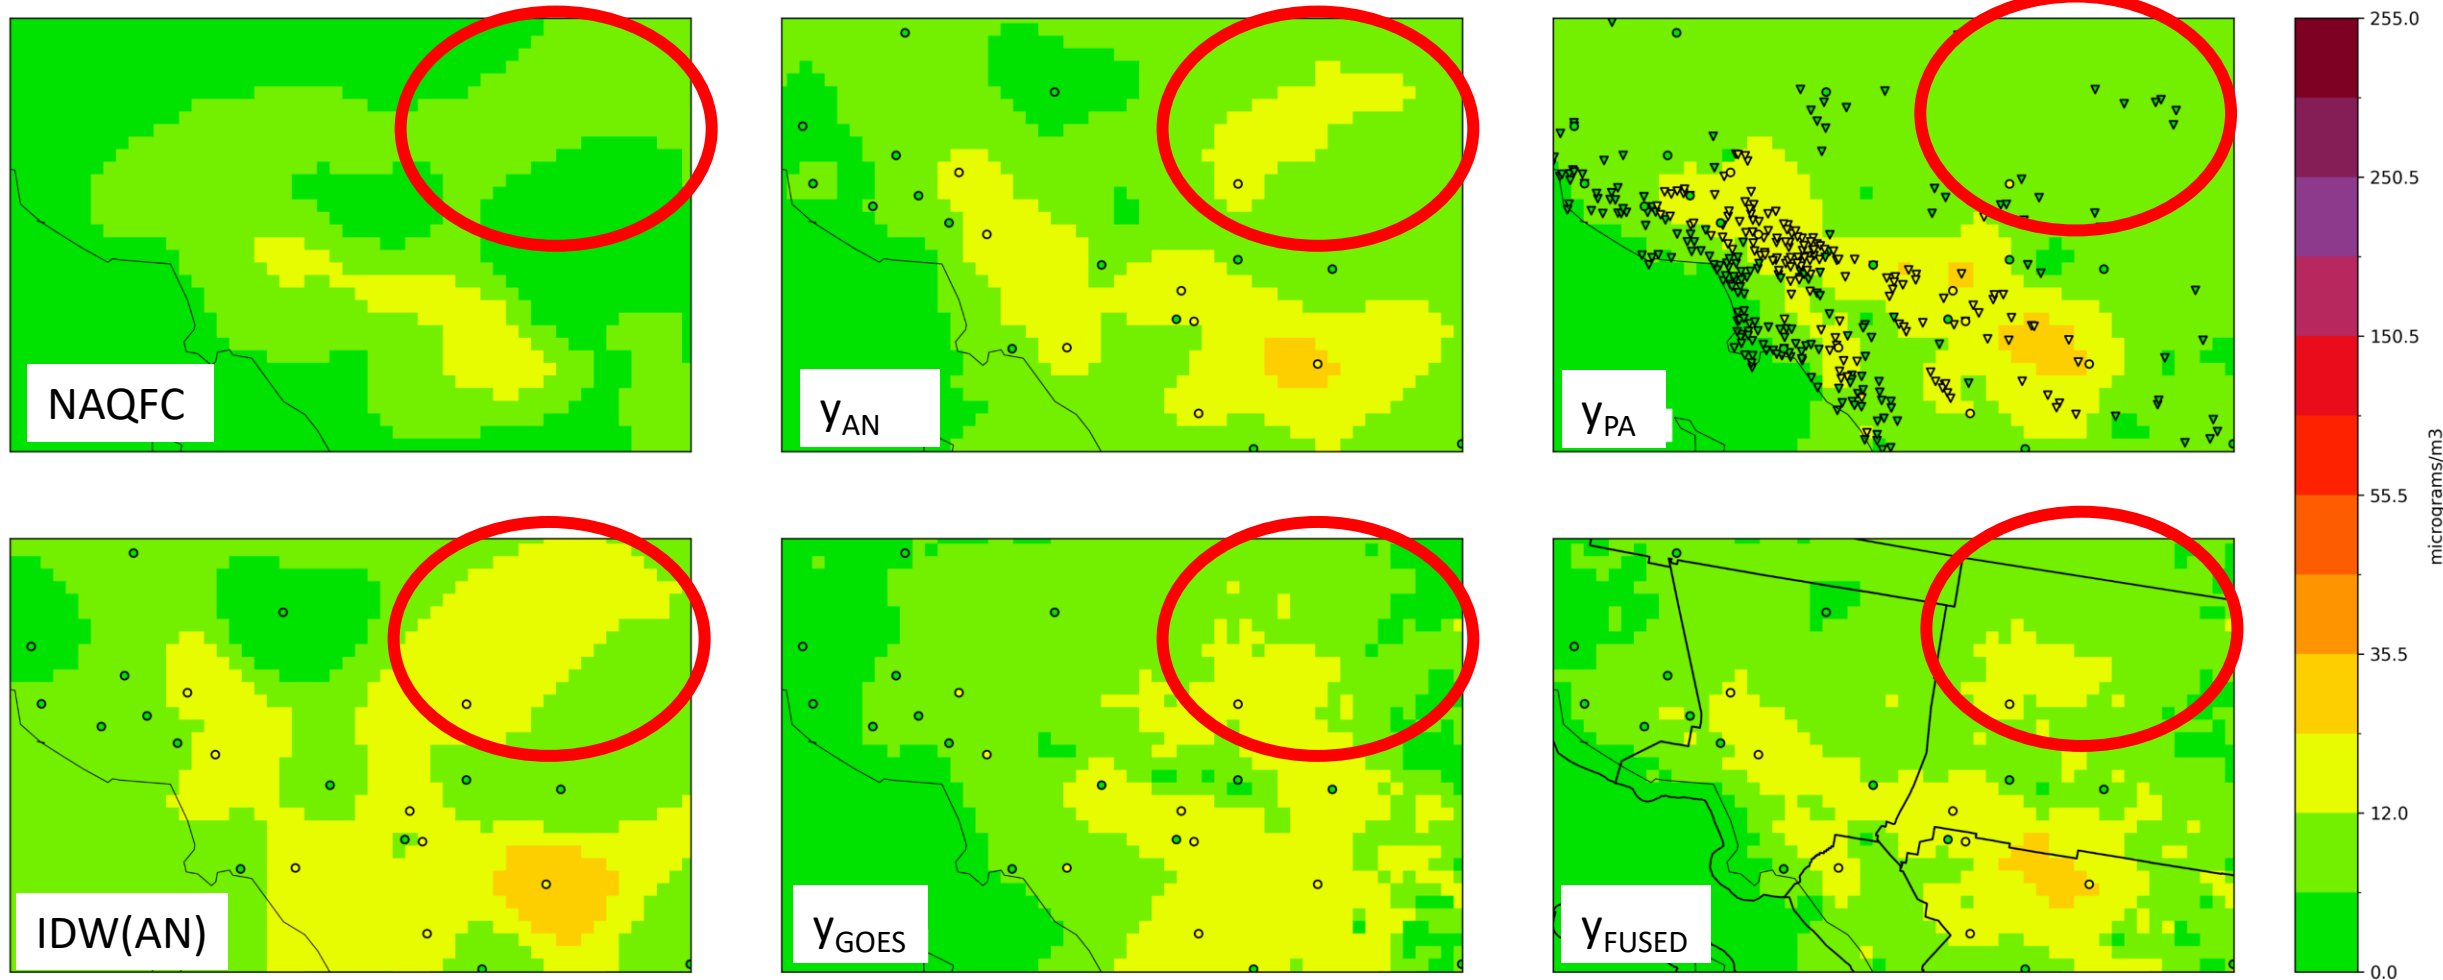 NAQFC
yAN
yPA
IDW(AN)
yGOES
yFUSED
255.0
250.5
150.5
55.5
35.5
12.0
0.0
micrograms/m3